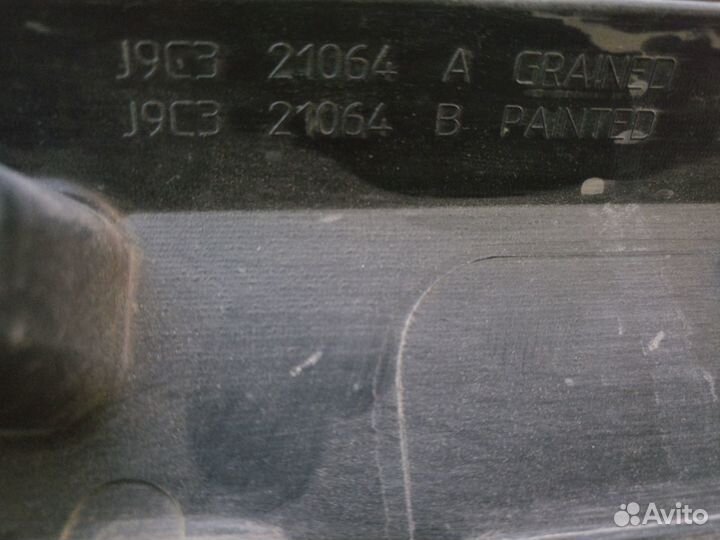 J9C3 21064 A GRAINED
J9C3 21064 B PAINTED
Avito